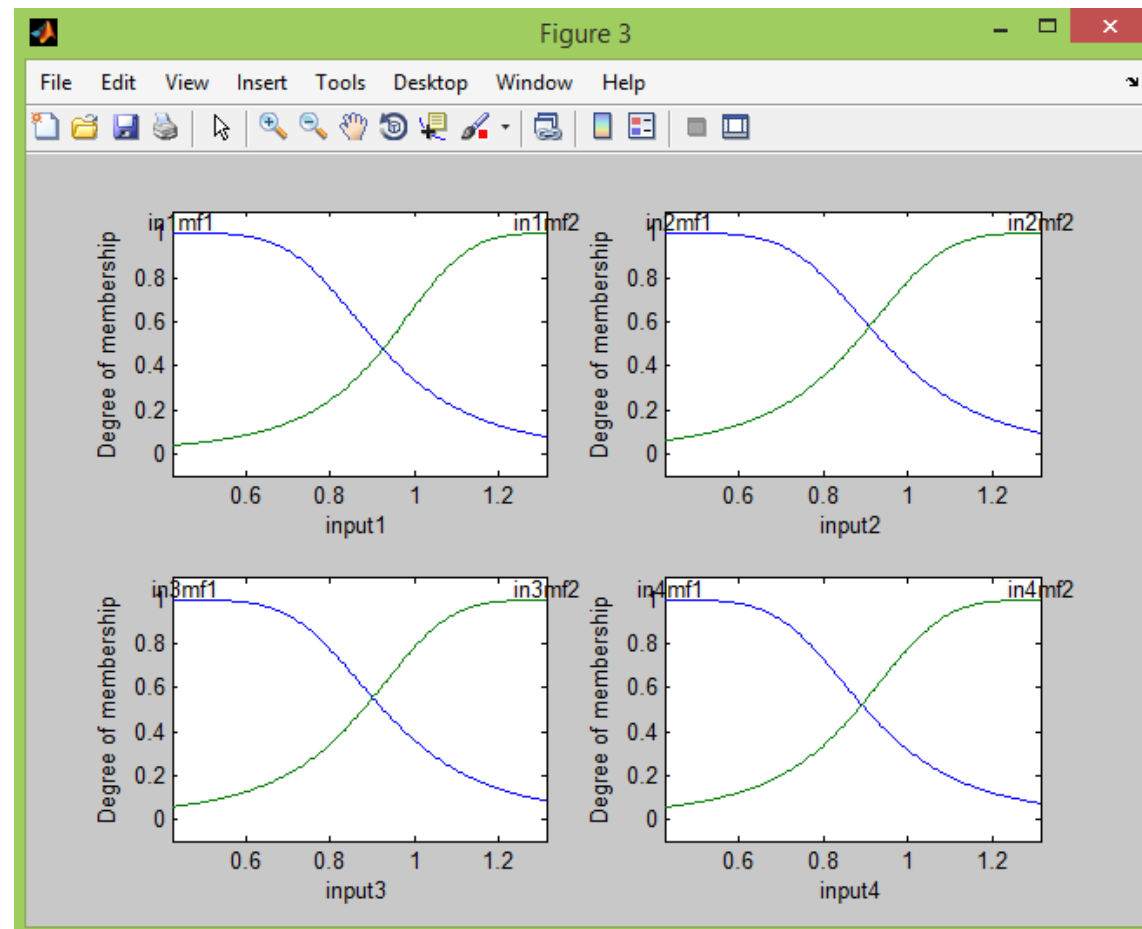 Figure 3
File Edit View Insert Tools Desktop Window Help
in1mf1 in1mf2
1
0.8
0.6
0.4
0.2
0
Degree of membership
0.6 0.8 1 1.2
input1
in2mf1 in2mf2
1
0.8
0.6
0.4
0.2
0
Degree of membership
0.6 0.8 1 1.2
input2
in3mf1 in3mf2
1
0.8
0.6
0.4
0.2
0
Degree of membership
0.6 0.8 1 1.2
input3
in4mf1 in4mf2
1
0.8
0.6
0.4
0.2
0
Degree of membership
0.6 0.8 1 1.2
input4